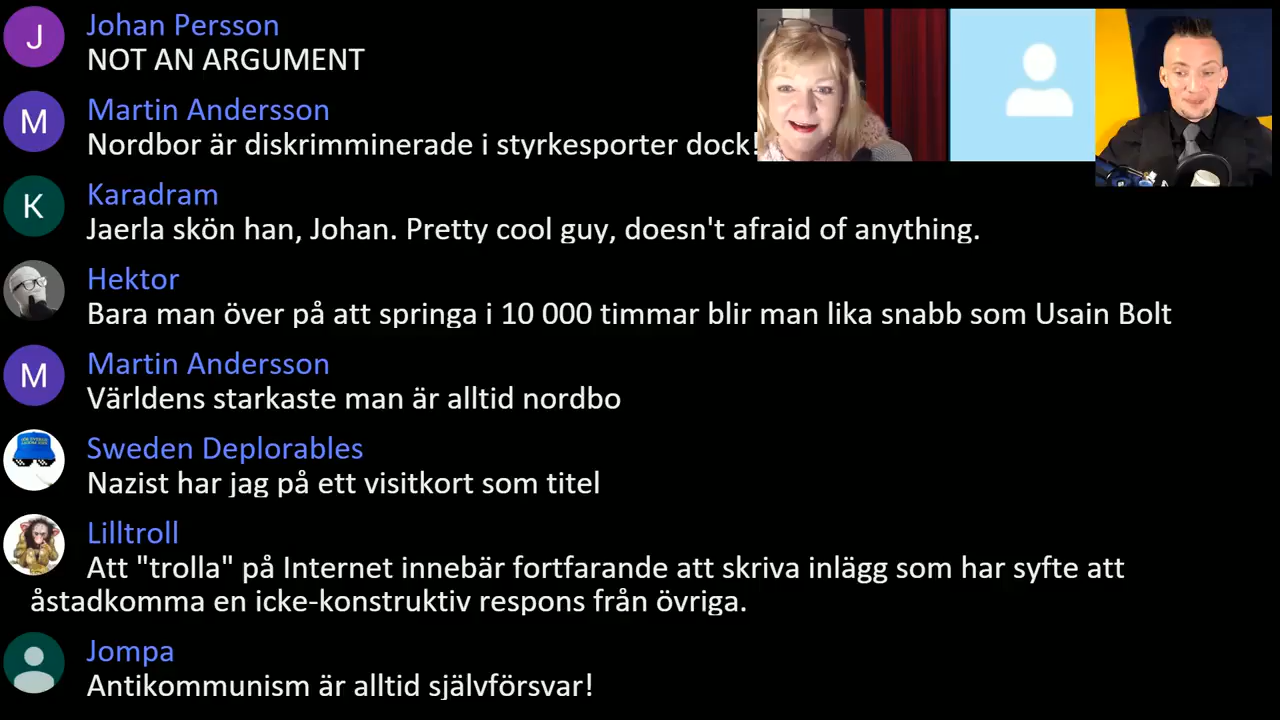 J
Johan Persson
NOT AN ARGUMENT
M
Martin Andersson
Nordbor är diskrimminerade i styrkesporter dock!
K
Karadram
Jaerla skön han, Johan. Pretty cool guy, doesn't afraid of anything.
Hektor
Bara man över på att springa i 10 000 timmar blir man lika snabb som Usain Bolt
M
Martin Andersson
Världens starkaste man är alltid nordbo
Sweden Deplorables
Nazist har jag på ett visitkort som titel
Lilltroll
Att "trolla" på Internet innebär fortfarande att skriva inlägg som har syfte att
åstadkomma en icke-konstruktiv respons från övriga.
Jompa
Antikommunism är alltid självförsvar!